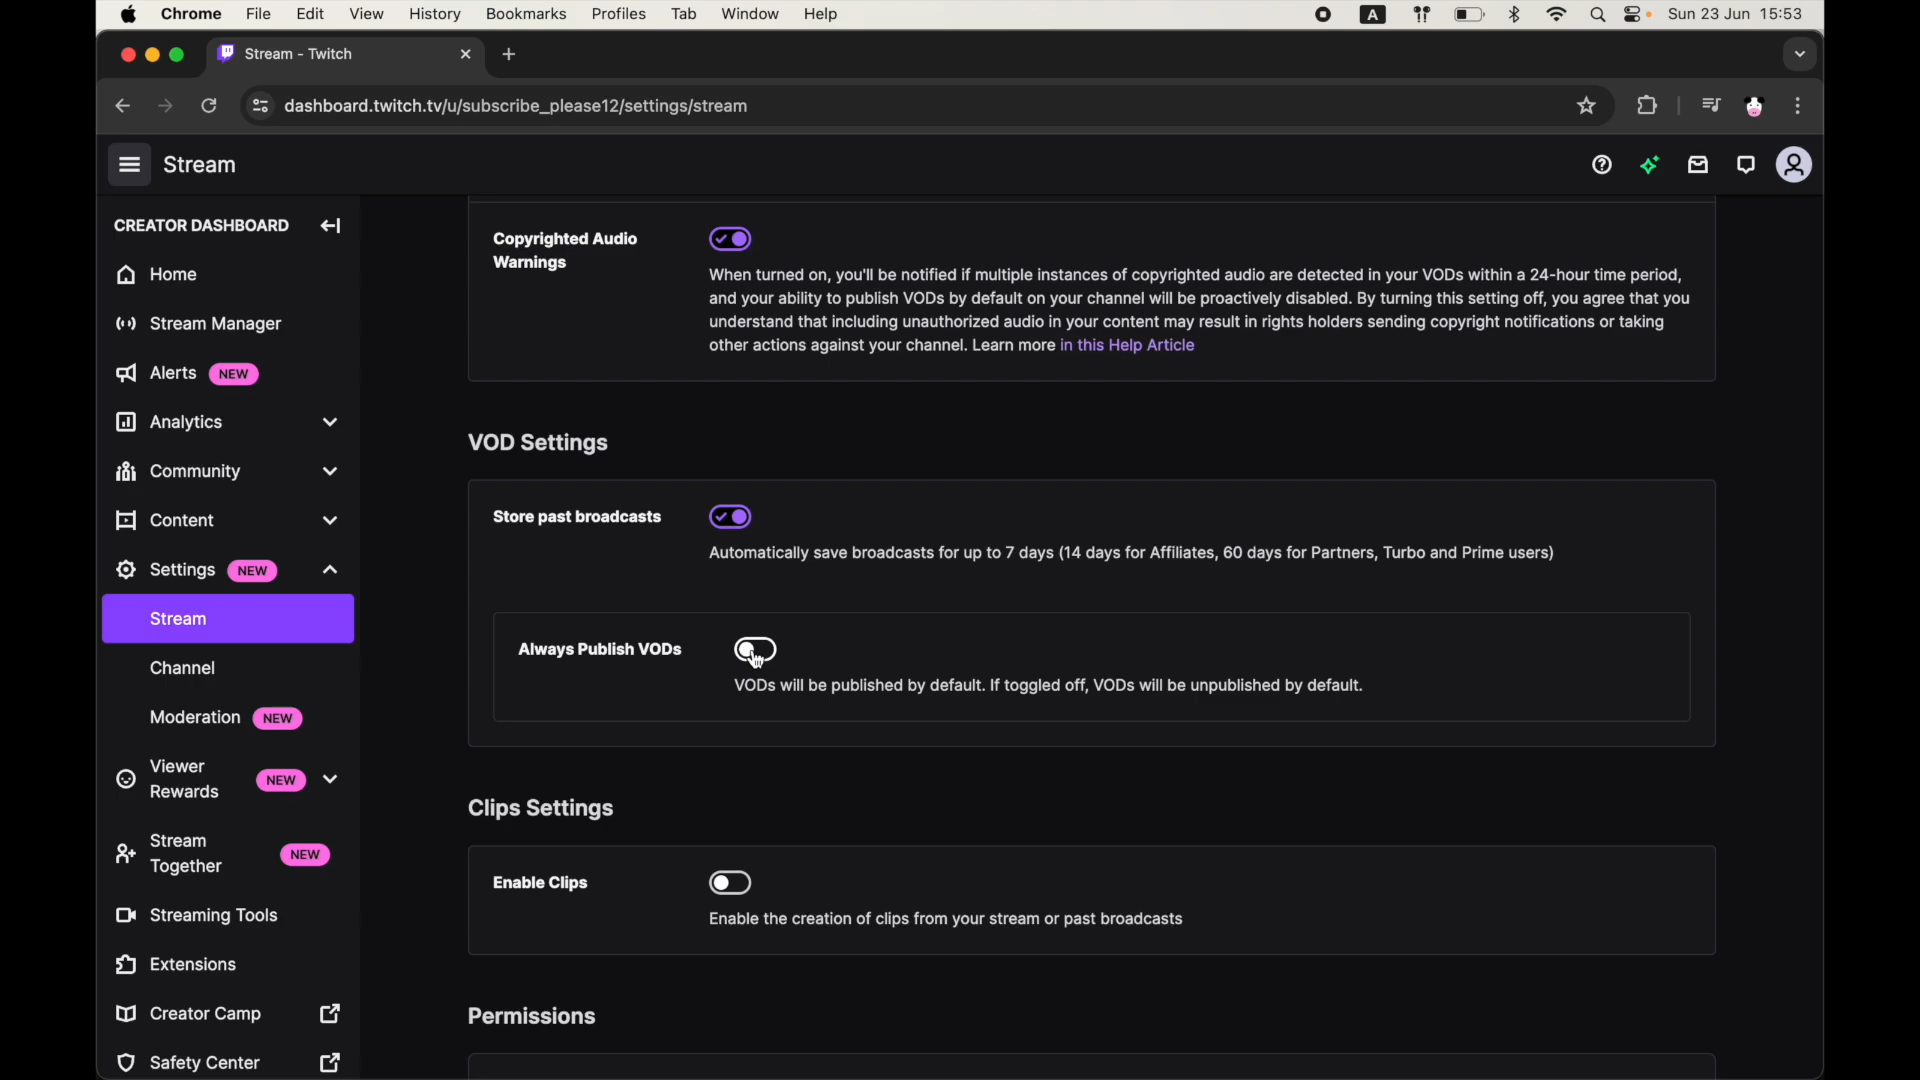 Chrome File Edit View History Bookmarks Profiles Tab Window Help A Sun 23 Jun 15:53
Stream - Twitch
dashboard.twitch.tv/u/subscribe_please12/settings/stream
Stream
CREATOR DASHBOARD
Home
Stream Manager
Alerts NEW
Analytics
Community
Content
Settings NEW
Stream
Channel
Moderation NEW
Viewer
Rewards NEW
Stream
Together NEW
Streaming Tools
Extensions
Creator Camp
Safety Center
Copyrighted Audio
Warnings
When turned on, you'll be notified if multiple instances of copyrighted audio are detected in your VODs within a 24-hour time period,
and your ability to publish VODs by default on your channel will be proactively disabled. By turning this setting off, you agree that you
understand that including unauthorized audio in your content may result in rights holders sending copyright notifications or taking
other actions against your channel. Learn more in this Help Article
VOD Settings
Store past broadcasts
Automatically save broadcasts for up to 7 days (14 days for Affiliates, 60 days for Partners, Turbo and Prime users)
Always Publish VODs
VODs will be published by default. If toggled off, VODs will be unpublished by default.
Clips Settings
Enable Clips
Enable the creation of clips from your stream or past broadcasts
Permissions